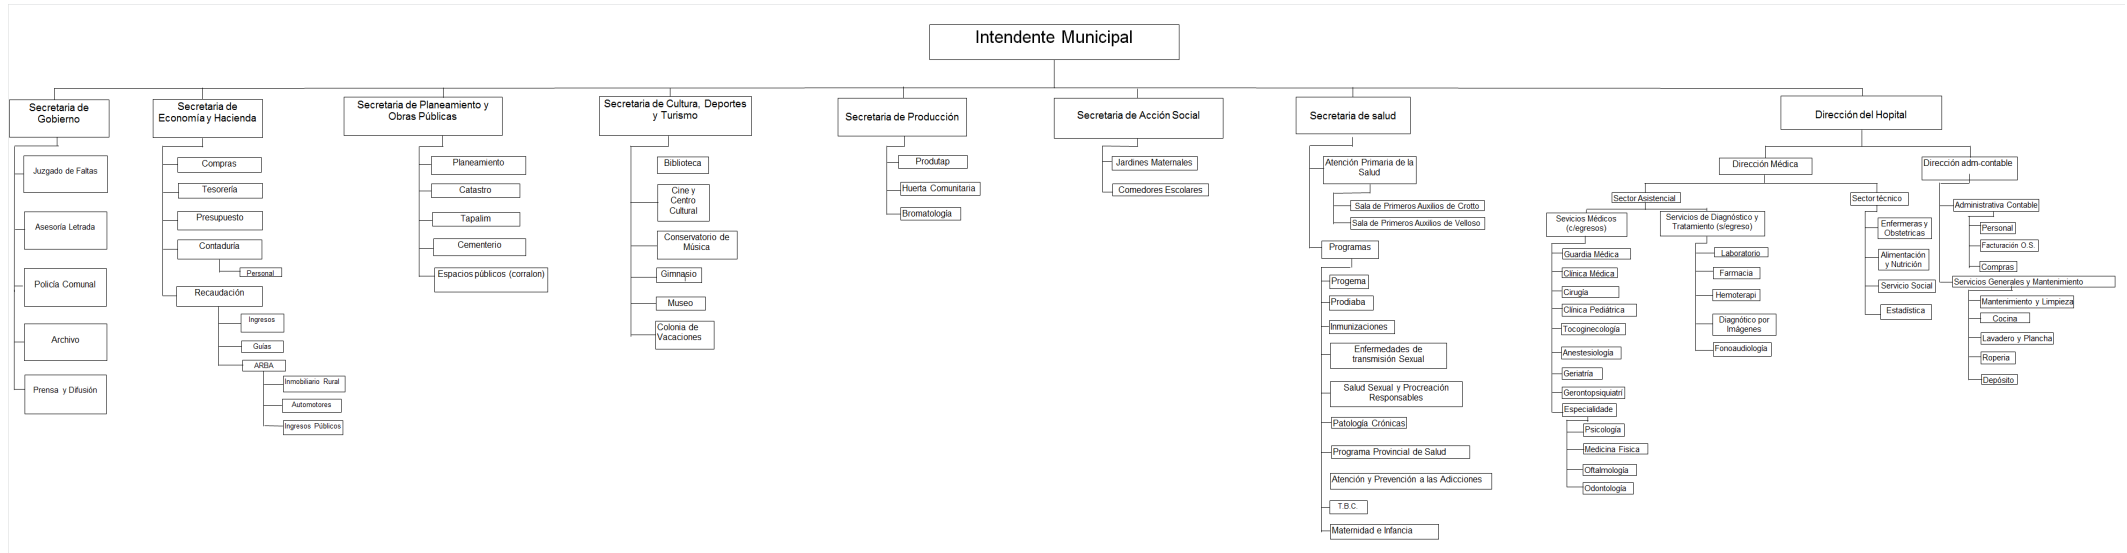 Intendente Municipal
Secretaria de
Gobierno
Juzgado de Faltas
Asesoría Letrada
Policía Comunal
Archivo
Prensa y Difusión
Secretaria de
Economía y Hacienda
Compras
Tesorería
Presupuesto
Contaduría
Personal
Recaudación
Ingresos
Guías
ARBA
Inmobiliario Rural
Automotores
Ingresos Públicos
Secretaria de Planeamiento y
Obras Públicas
Planeamiento
Catastro
Tapalim
Cementerio
Espacios públicos (corralon)
Secretaria de Cultura, Deportes
y Turismo
Biblioteca
Cine y
Centro
Cultural
Conservatorio de
Música
Gimnasio
Museo
Colonia de
Vacaciones
Secretaria de Producción
Produtap
Huerta Comunitaria
Bromatología
Secretaria de Acción Social
Jardines Maternales
Comedores Escolares
Secretaria de salud
Atención Primaria de la
Salud
Sala de Primeros Auxilios de Crotto
Sala de Primeros Auxilios de Velloso
Programas
Progema
Prodiaba
Inmunizaciones
Enfermedades de
transmisión Sexual
Salud Sexual y Procreación
Responsables
Patología Crónicas
Programa Provincial de Salud
Atención y Prevención a las Adicciones
T.B.C.
Maternidad e Infancia
Dirección del Hopital
Dirección Médica
Sector Asistencial
Sevicios Médicos
(c/egresos)
Guardia Médica
Clínica Médica
Cirugía
Clínica Pediátrica
Tocoginecología
Anestesiología
Geriatría
Gerontopsiquiatrí
Especialidade
Psicología
Medicina Fisica
Oftalmología
Odontología
Servicios de Diagnóstico y
Tratamiento (s/egreso)
Laboratorio
Farmacia
Hemoterapi
Diagnótico por
Imágenes
Fonoaudiología
Sector técnico
Enfermeras y
Obstetricas
Alimentación
y Nutrición
Servicio Social
Estadística
Dirección adm-contable
Administrativa Contable
Personal
Facturación O.S.
Compras
Servicios Generales y Mantenimiento
Mantenimiento y Limpieza
Cocina
Lavadero y Plancha
Roperia
Depósito